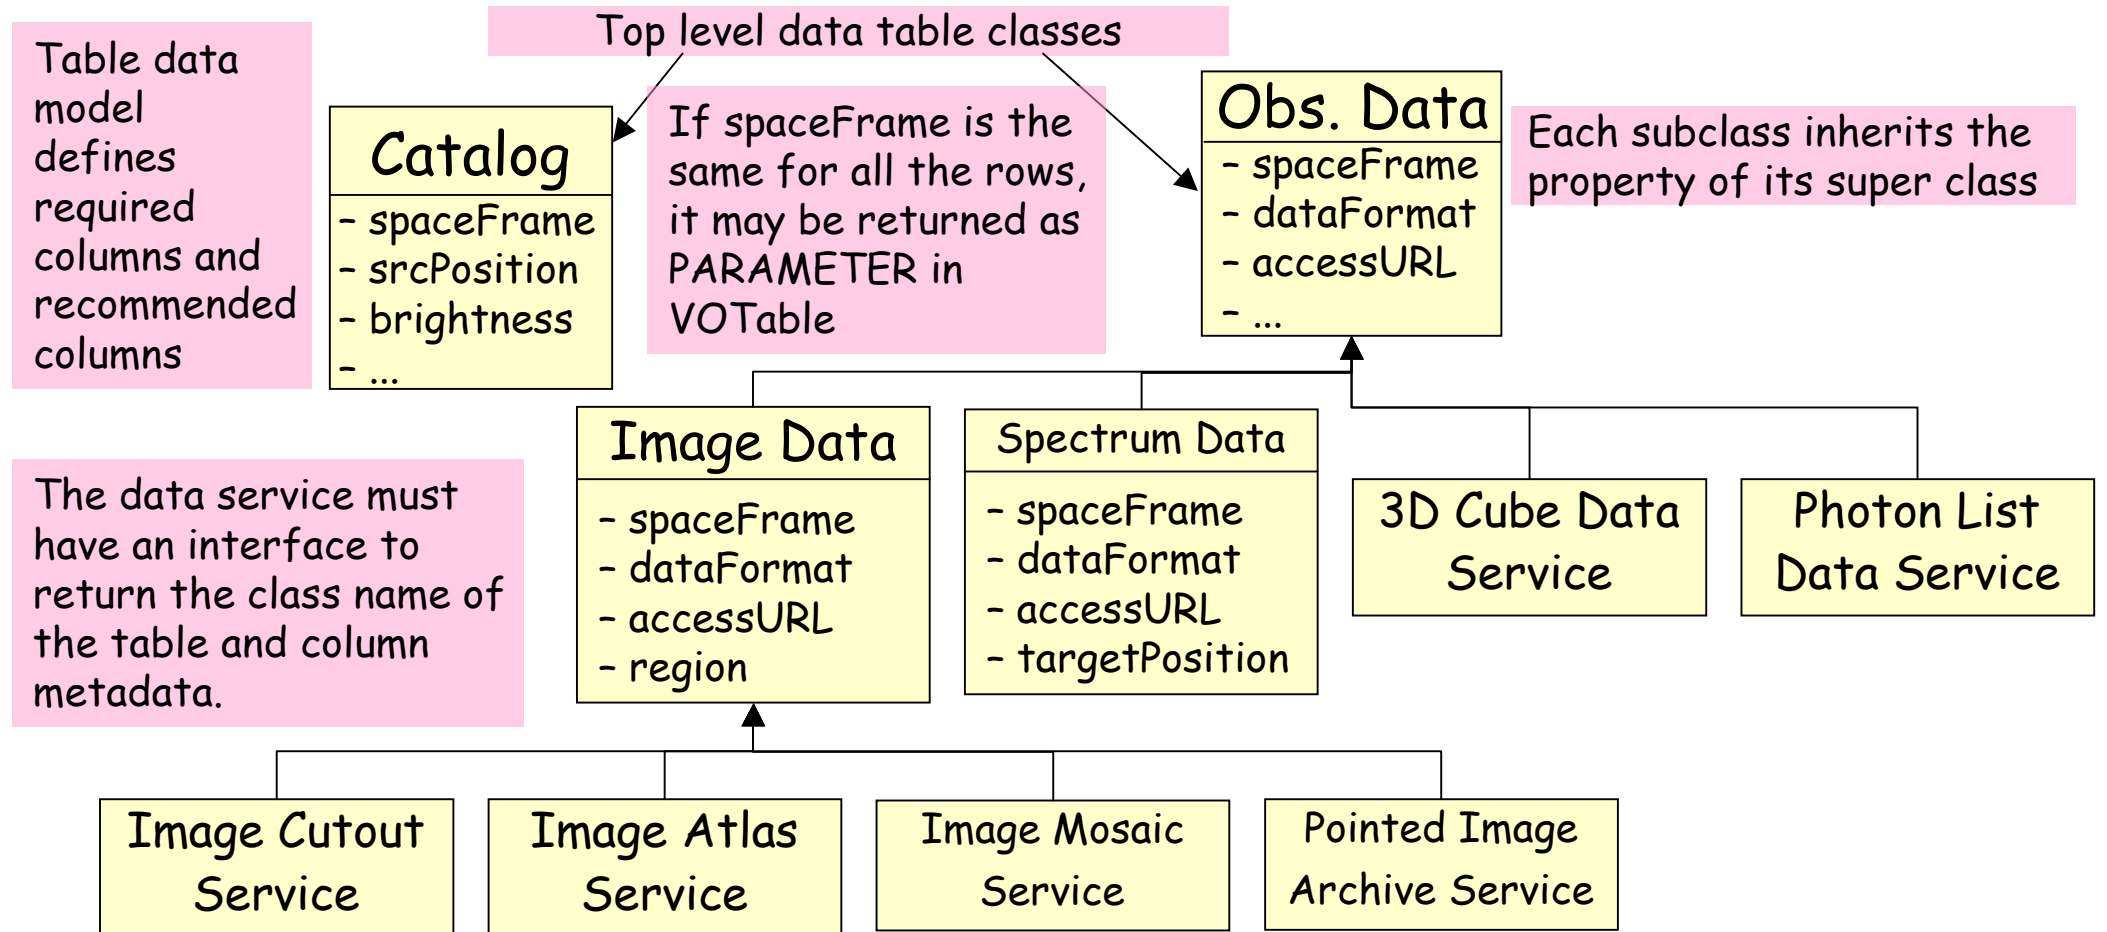 Top level data table classes
Table data
model
defines
required
columns and
recommended
columns
Catalog
- spaceFrame
- srcPosition
- brightness
- ...
If spaceFrame is the
same for all the rows,
it may be returned as
PARAMETER in
VOTable
Obs. Data
- spaceFrame
- dataFormat
- accessURL
- ...
Each subclass inherits the
property of its super class
The data service must
have an interface to
return the class name of
the table and column
metadata.
Image Data
- spaceFrame
- dataFormat
- accessURL
- region
Spectrum Data
- spaceFrame
- dataFormat
- accessURL
- targetPosition
3D Cube Data
Service
Photon List
Data Service
Image Cutout
Service
Image Atlas
Service
Image Mosaic
Service
Pointed Image
Archive Service